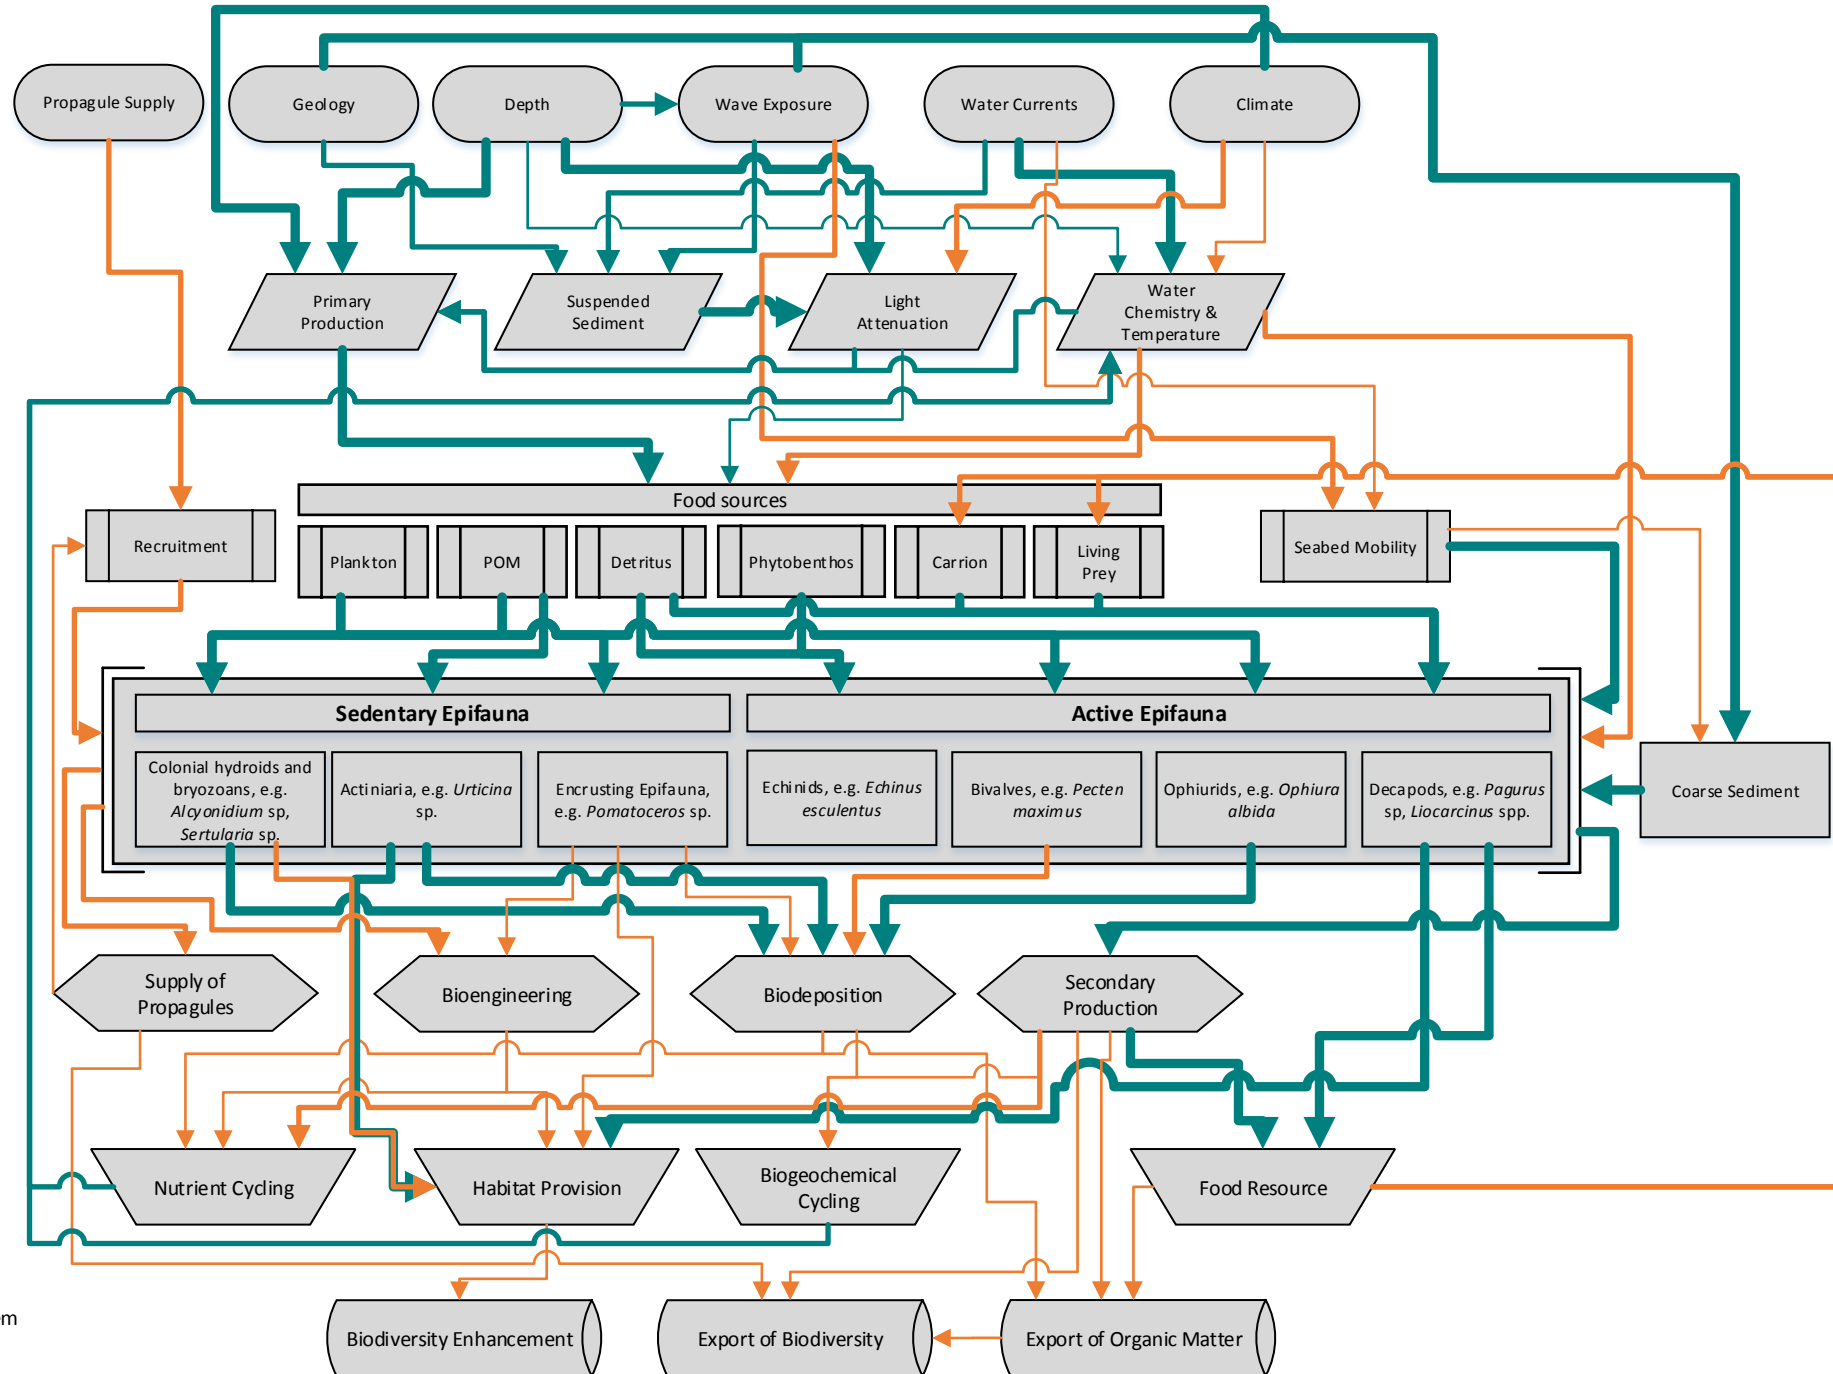 Propagule Supply
Geology
Depth
Wave Exposure
Water Currents
Climate
Primary
Production
Suspended
Sediment
Light
Attenuation
Water
Chemistry &
Temperature
Food sources
Recruitment
Plankton
POM
Detritus
Phytobenthos
Carrion
Living
Prey
Seabed Mobility
Sedentary Epifauna
Active Epifauna
Colonial hydroids and
bryozoans, e.g.
Alcyonidium sp,
Sertularia sp.
Actiniaria, e.g. Urticina
sp.
Encrusting Epifauna,
e.g. Pomatoceros sp.
Echinids, e.g. Echinus
esculentus
Bivalves, e.g. Pecten
maximus
Ophiurids, e.g. Ophiura
albida
Decapods, e.g. Pagurus
sp, Liocarcinus spp.
Coarse Sediment
Supply of
Propagules
Bioengineering
Biodeposition
Secondary
Production
Nutrient Cycling
Habitat Provision
Biogeochemical
Cycling
Food Resource
Biodiversity Enhancement
Export of Biodiversity
Export of Organic Matter